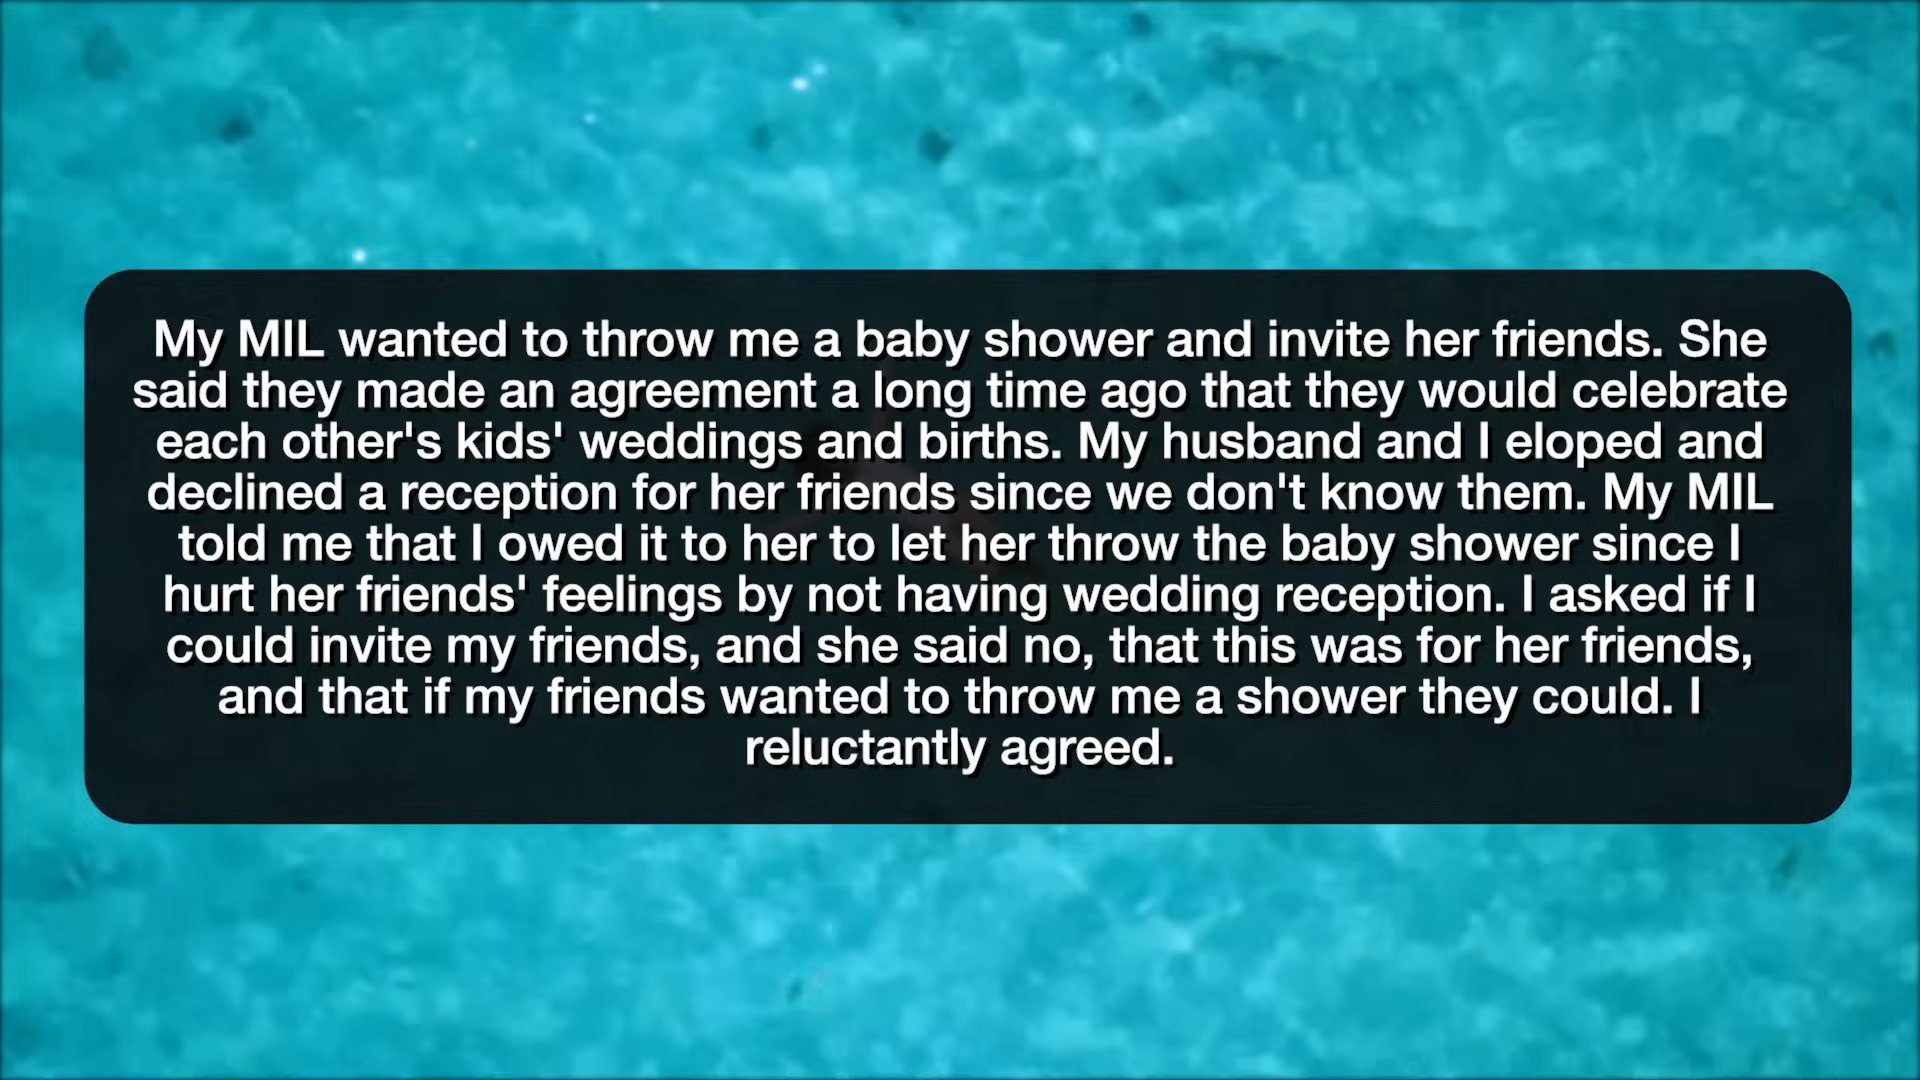 My MIL wanted to throw me a baby shower and invite her friends. She
said they made an agreement a long time ago that they would celebrate
each other's kids' weddings and births. My husband and I eloped and
declined a reception for her friends since we don't know them. My MIL
told me that I owed it to her to let her throw the baby shower since I
hurt her friends' feelings by not having wedding reception. I asked if I
could invite my friends, and she said no, that this was for her friends,
and that if my friends wanted to throw me a shower they could. I
reluctantly agreed.